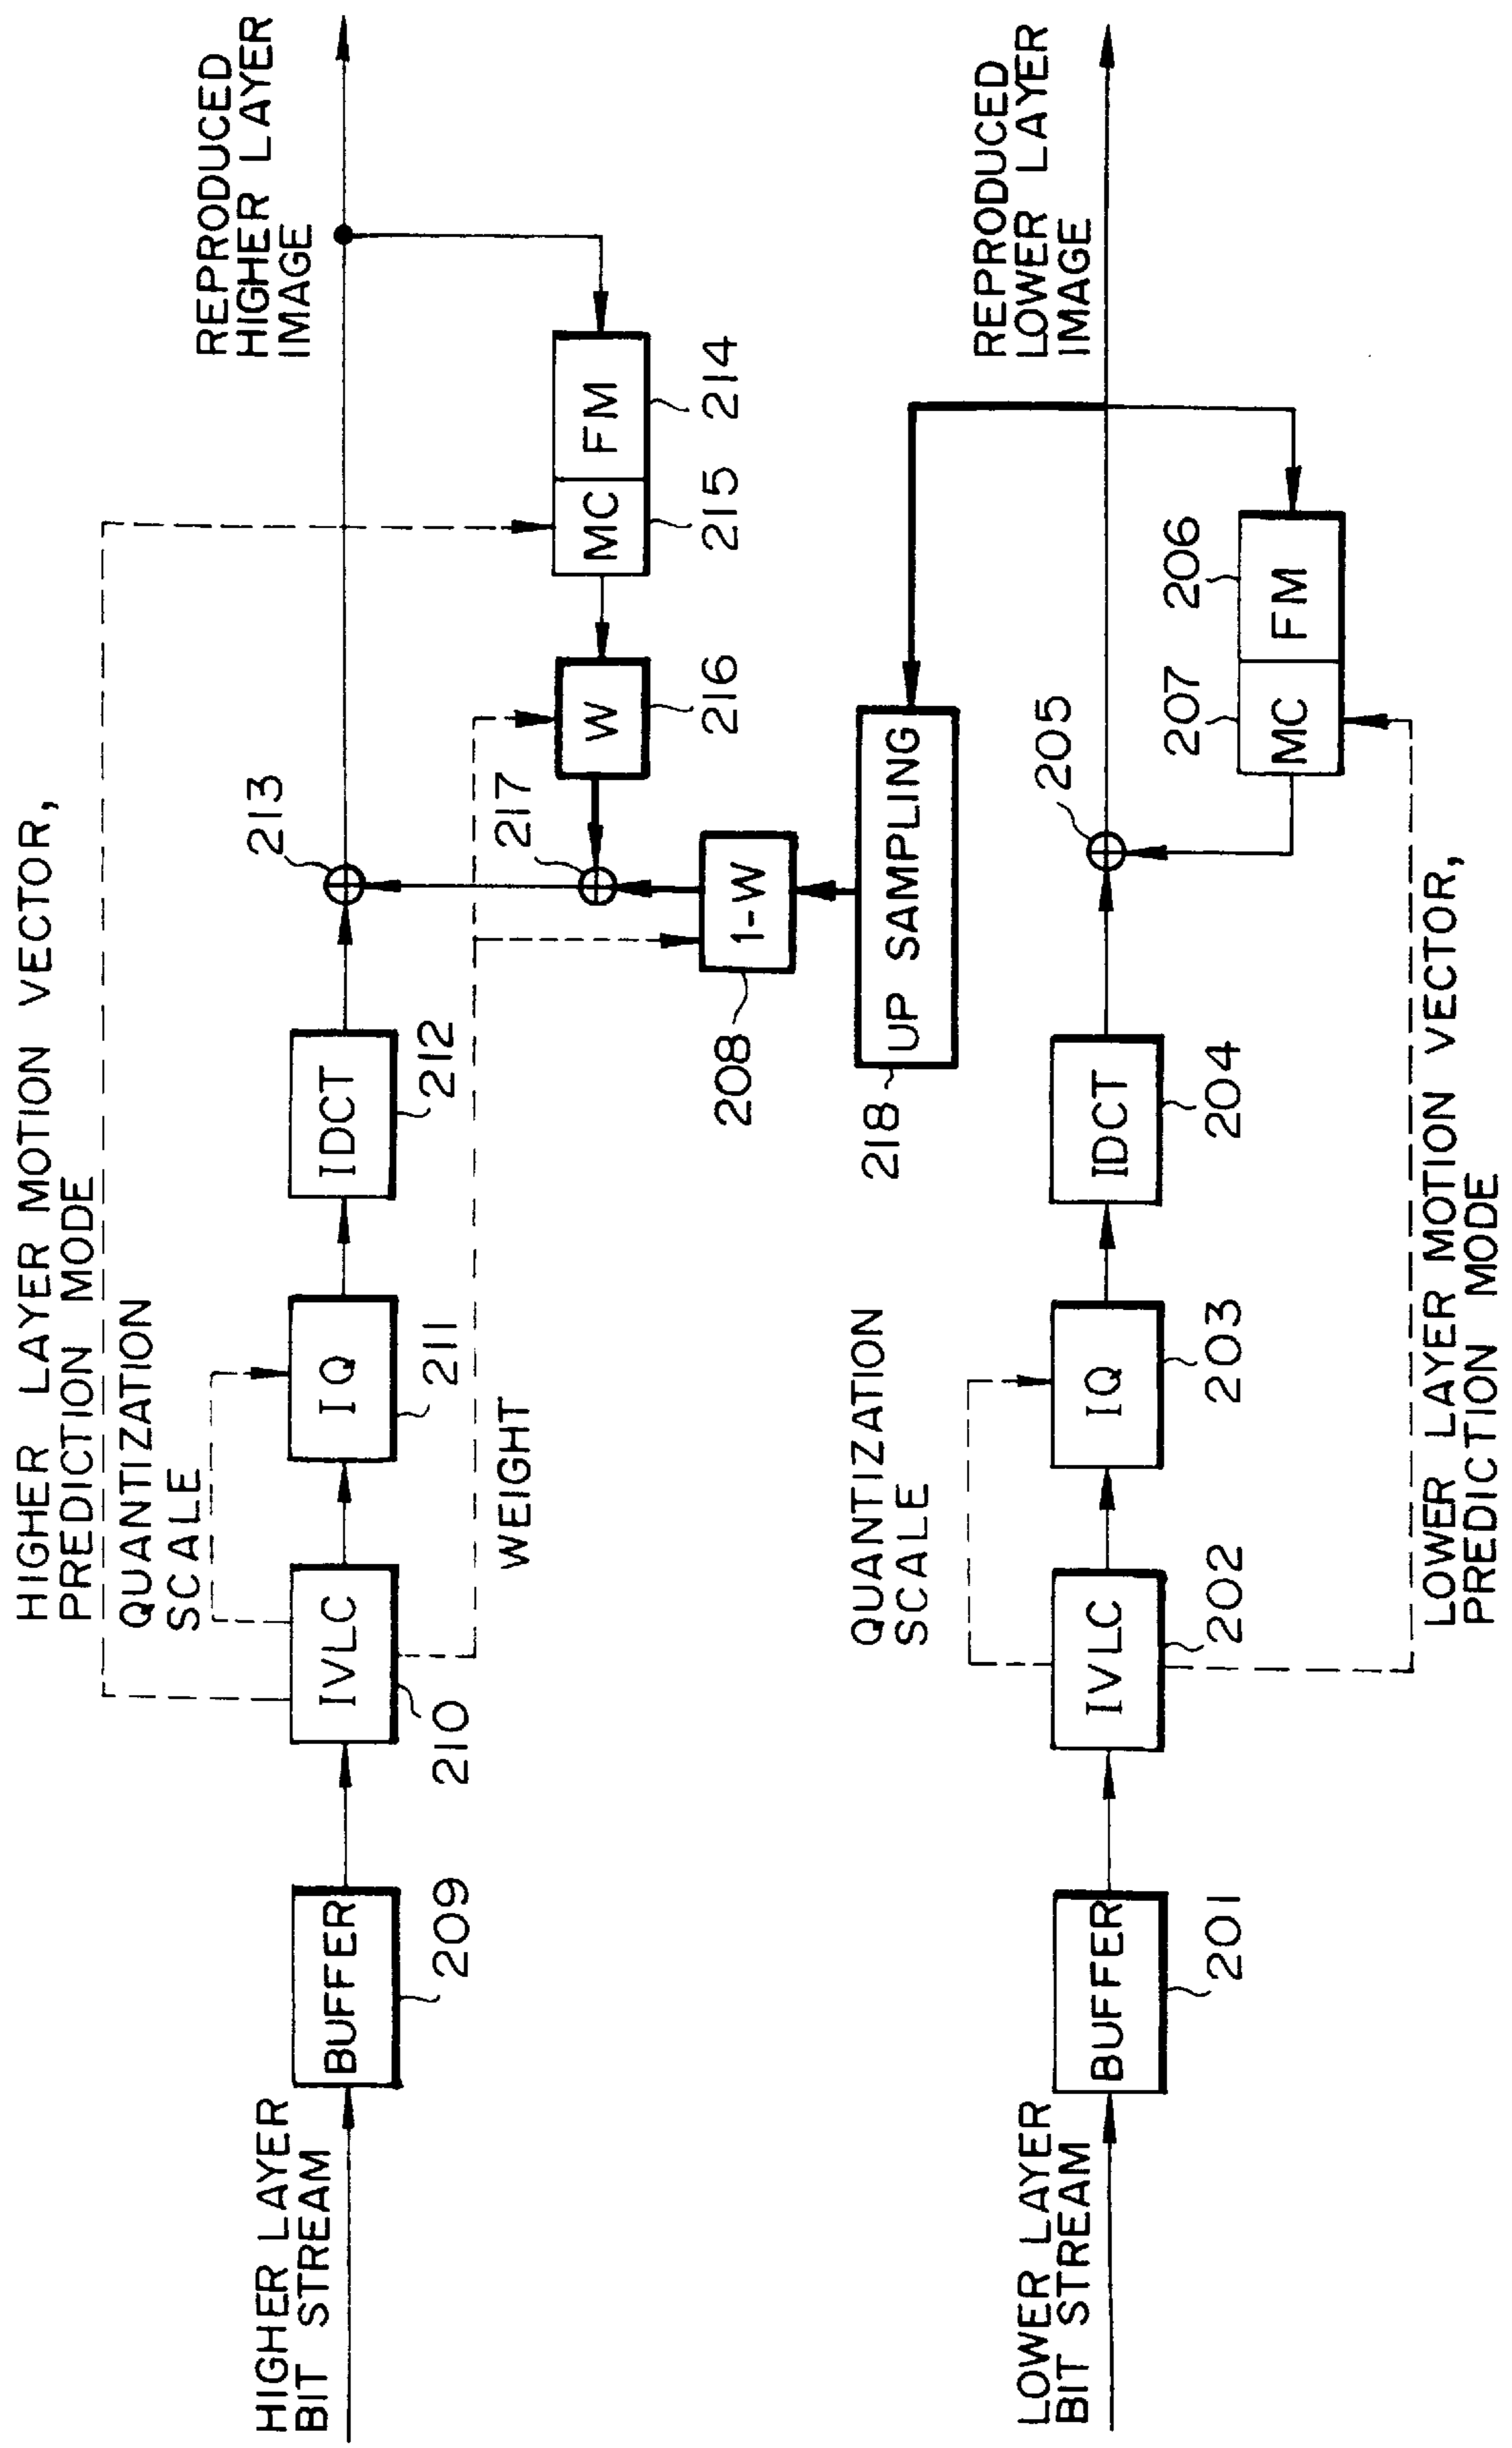 HIGHER LAYER MOTION VECTOR,
PREDICTION MODE
QUANTIZATION
SCALE
REPRODUCED
HIGHER LAYER
IMAGE
HIGHER LAYER
BIT STREAM
BUFFER
209
IVLC
210
IQ
211
IDCT
212
213
WEIGHT
217
W
216
MC
215
FM
214
1-W
208
UP SAMPLING
218
QUANTIZATION
SCALE
REPRODUCED
LOWER LAYER
IMAGE
LOWER LAYER
BIT STREAM
BUFFER
201
IVLC
202
IQ
203
IDCT
204
205
207
206
MC
FM
LOWER LAYER MOTION VECTOR,
PREDICTION MODE